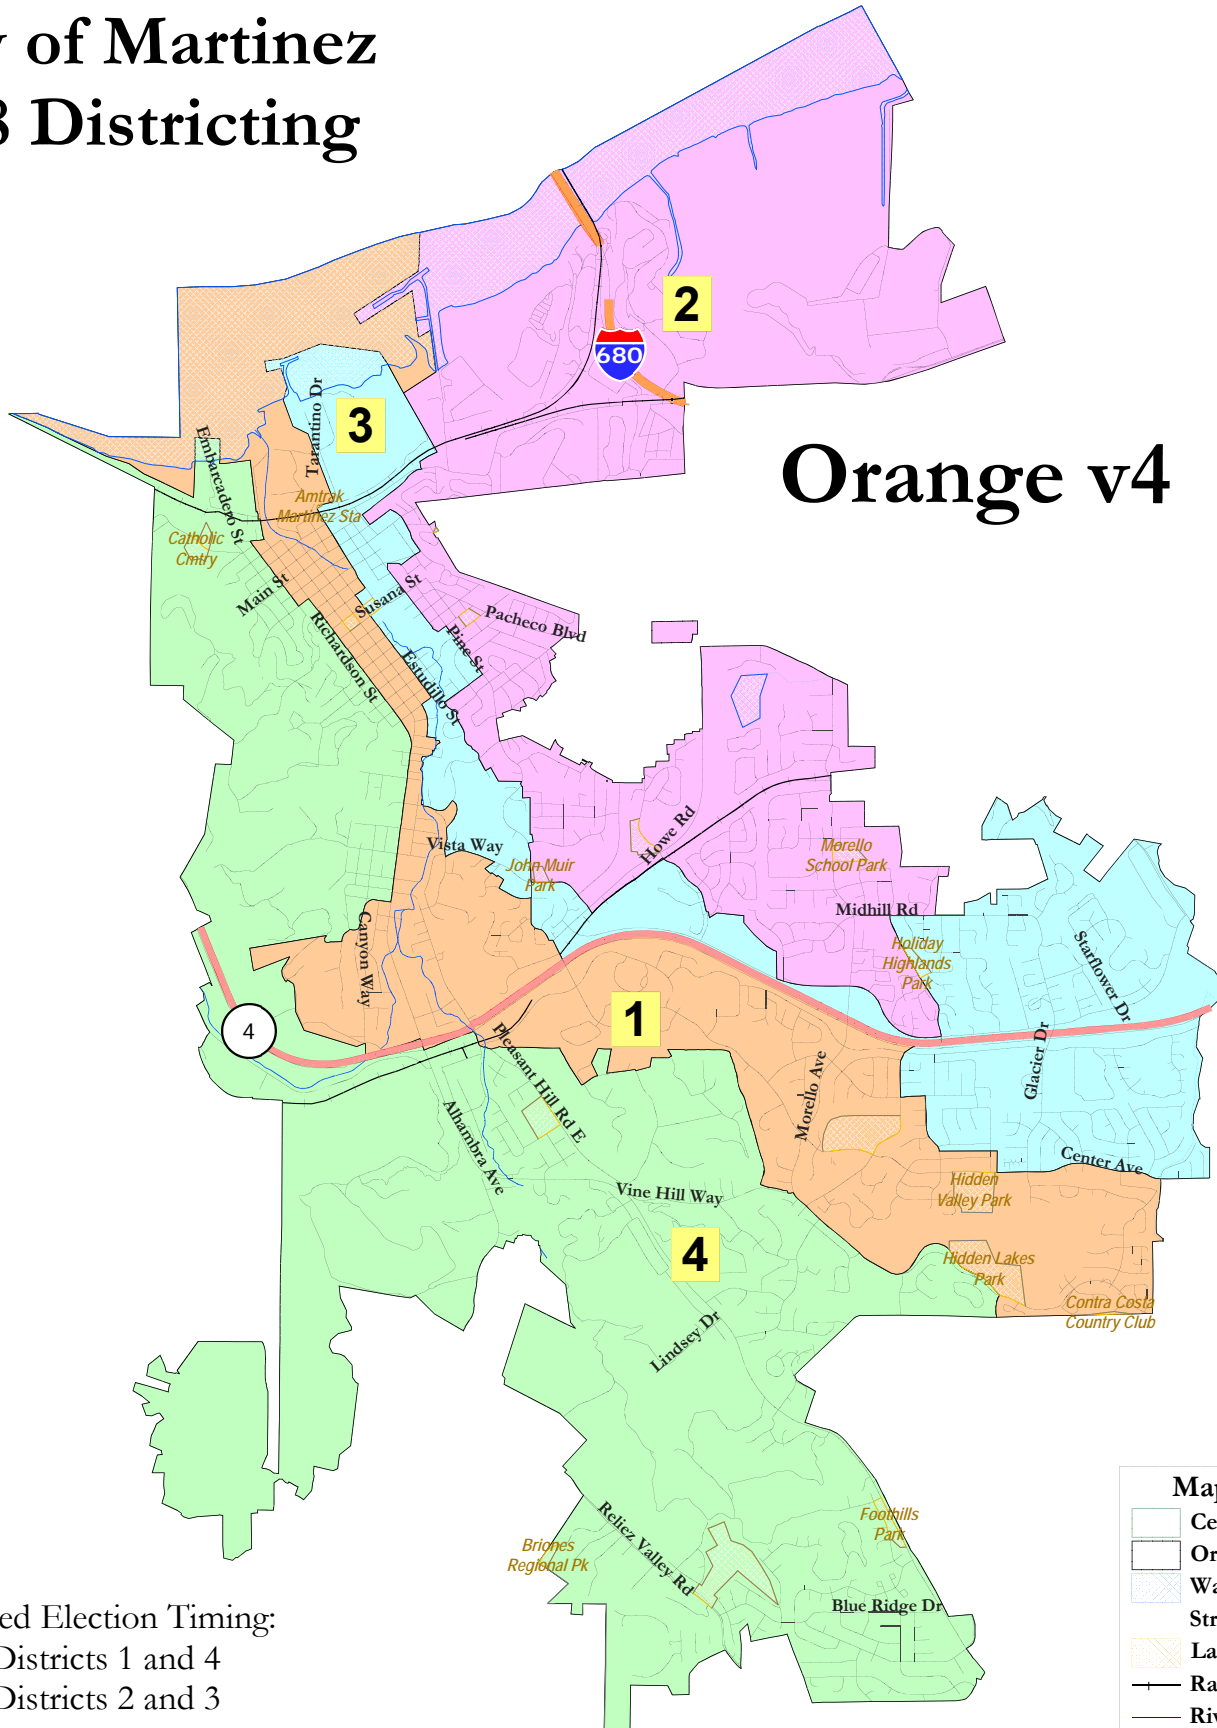 of Martinez
Districting
Orange v4
2
680
3
Tarantino Dr
Embarcadero St
Amtrak
Martinez Sta
Catholic
Cmtry
Main St
Susana St
Richardson St
Pacheco Blvd
Pine St
Estudillo St
Vista Way
John Muir
Park
Howe Rd
Morello
School Park
Midhill Rd
Holiday
Highlands
Park
Starflower Dr
Canyon Way
4
1
Pleasant Hill Rd E
Morello Ave
Glacier Dr
Alhambra Ave
Center Ave
Vine Hill Way
Hidden
Valley Park
4
Hidden Lakes
Park
Contra Costa
Country Club
Lindsey Dr
Reliez Valley Rd
Foothills
Park
Briones
Regional Pk
Blue Ridge Dr
ed Election Timing:
Districts 1 and 4
Districts 2 and 3
Map
Ce
Or
Wa
Str
La
Ra
Riv